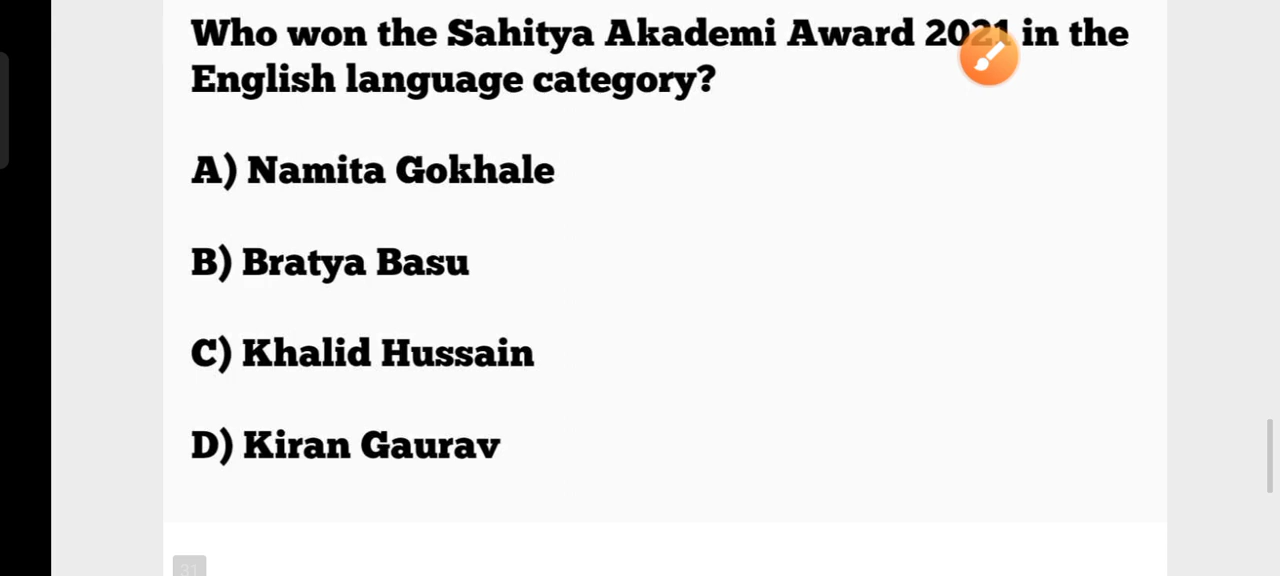 Who won the Sahitya Akademi Award 2021 in the
English language category?
A) Namita Gokhale
B) Bratya Basu
C) Khalid Hussain
D) Kiran Gaurav
31